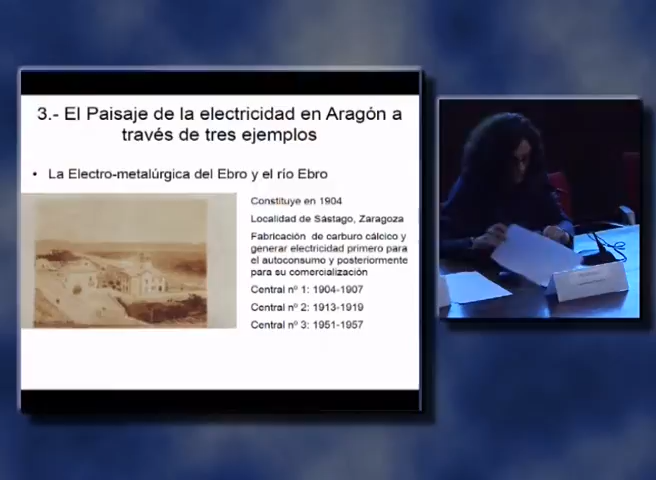 3.- El Paisaje de la electricidad en Aragón a
través de tres ejemplos
• La Electro-metalúrgica del Ebro y el río Ebro
Constituye en 1904
Localidad de Sástago, Zaragoza
Fabricación de carburo cálcico y
generar electricidad primero para
el autoconsumo y posteriormente
para su comercialización
Central nº 1: 1904-1907
Central nº 2: 1913-1919
Central nº 3: 1951-1957